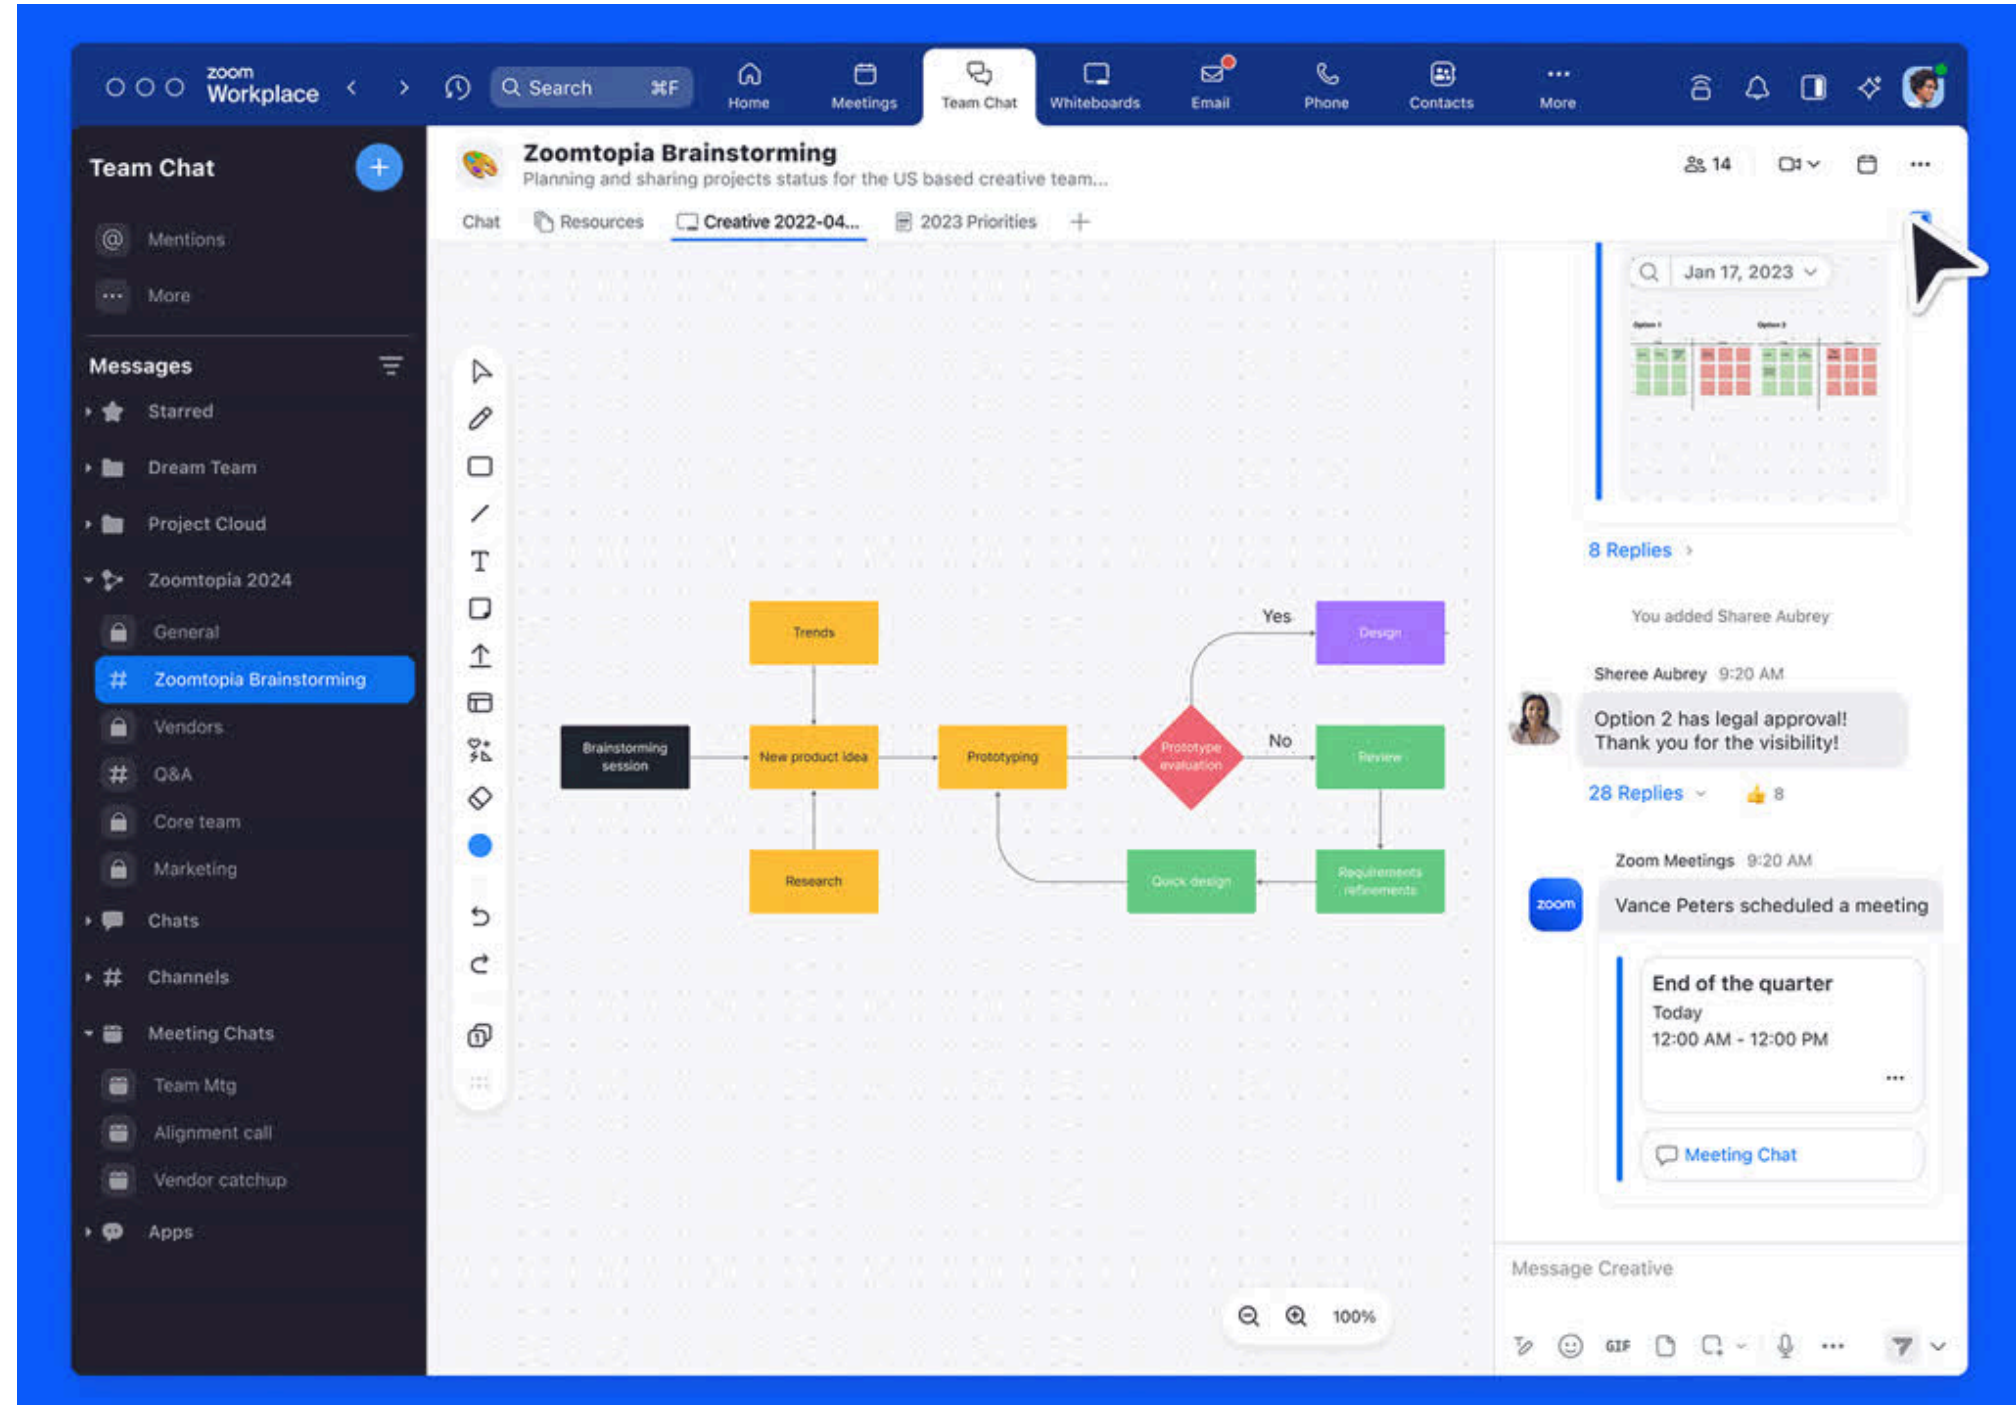 zoom
Workplace
Search ⌘F
Home
Meetings
Team Chat
Whiteboards
Email
Phone
Contacts
More
Team Chat
Mentions
More
Messages
Starred
Dream Team
Project Cloud
Zoomtopia 2024
General
Zoomtopia Brainstorming
Vendors
Q&A
Core team
Marketing
Chats
Channels
Meeting Chats
Team Mtg
Alignment call
Vendor catchup
Apps
Zoomtopia Brainstorming
Planning and sharing projects status for the US based creative team...
14
Chat
Resources
Creative 2022-04...
2023 Priorities
Trends
Brainstorming
session
New product idea
Prototyping
Research
Prototype
evaluation
Yes
No
Design
Review
Requirements
refinements
Quick design
100%
Jan 17, 2023
Option 1
Option 2
8 Replies
You added Sharee Aubrey
Sheree Aubrey 9:20 AM
Option 2 has legal approval!
Thank you for the visibility!
28 Replies
8
Zoom Meetings 9:20 AM
zoom
Vance Peters scheduled a meeting
End of the quarter
Today
12:00 AM - 12:00 PM
Meeting Chat
Message Creative
GIF